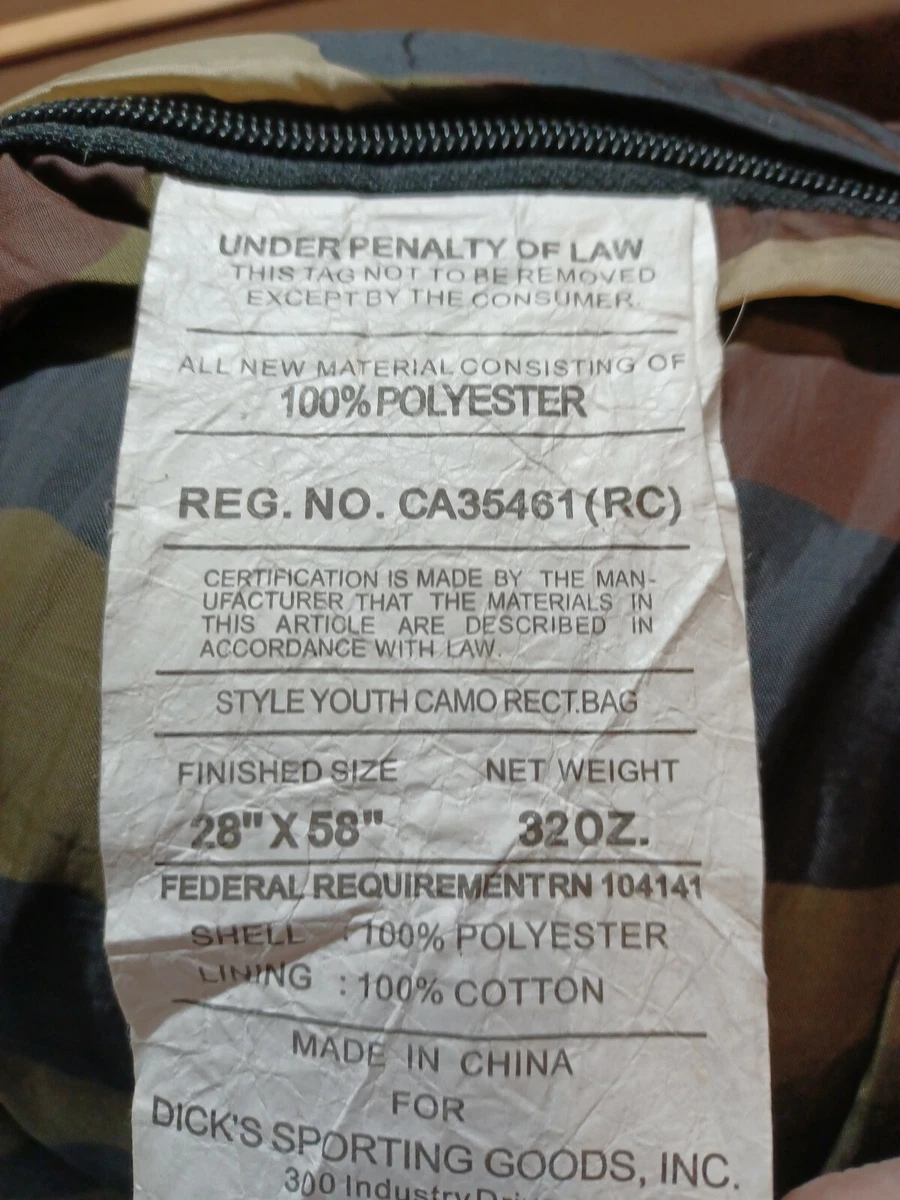 UNDER PENALTY OF LAW
THIS TAG NOT TO BE REMOVED
EXCEPT BY THE CONSUMER.
ALL NEW MATERIAL CONSISTING OF
100% POLYESTER
REG. NO. CA35461(RC)
CERTIFICATION IS MADE BY THE MAN-
UFACTURER THAT THE MATERIALS IN
THIS ARTICLE ARE DESCRIBED IN
ACCORDANCE WITH LAW.
STYLE YOUTH CAMO RECT.BAG
FINISHED SIZE NET WEIGHT
28" X 58" 32OZ.
FEDERAL REQUIREMENT RN 104141
SHELL : 100% POLYESTER
LINING : 100% COTTON
MADE IN CHINA
FOR
DICK'S SPORTING GOODS, INC.
300 Industry